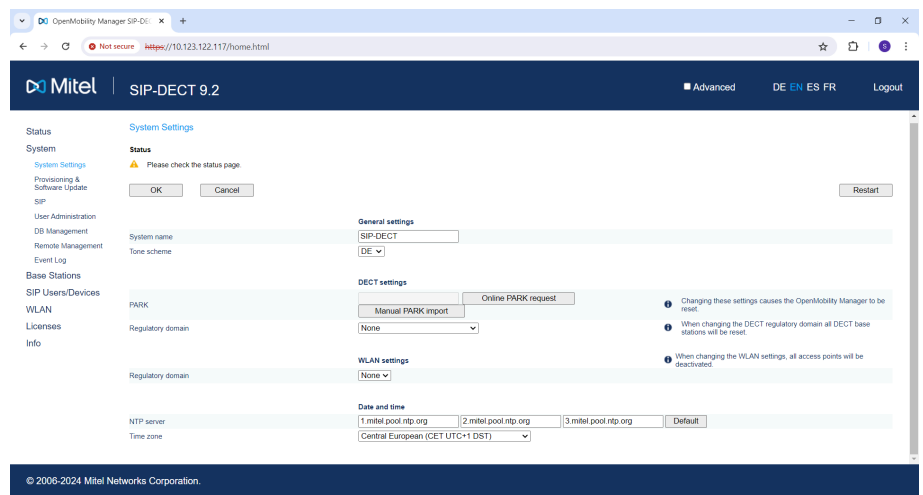 OpenMobility Manager SIP-DE
Not secure https://10.123.122.117/home.html
S
Mitel SIP-DECT 9.2
Advanced DE EN ES FR Logout
Status
System
System Settings
Provisioning &
Software Update
SIP
User Administration
DB Management
Remote Management
Event Log
Base Stations
SIP Users/Devices
WLAN
Licenses
Info
System Settings
Status
Please check the status page.
OK Cancel Restart
General settings
System name SIP-DECT
Tone scheme DE
DECT settings
PARK Online PARK request
Manual PARK import
Changing these settings causes the OpenMobility Manager to be
reset.
Regulatory domain None
When changing the DECT regulatory domain all DECT base
stations will be reset.
WLAN settings
When changing the WLAN settings, all access points will be
deactivated.
Regulatory domain None
Date and time
NTP server 1.mitel.pool.ntp.org 2.mitel.pool.ntp.org 3.mitel.pool.ntp.org Default
Time zone Central European (CET UTC+1 DST)
© 2006-2024 Mitel Networks Corporation.